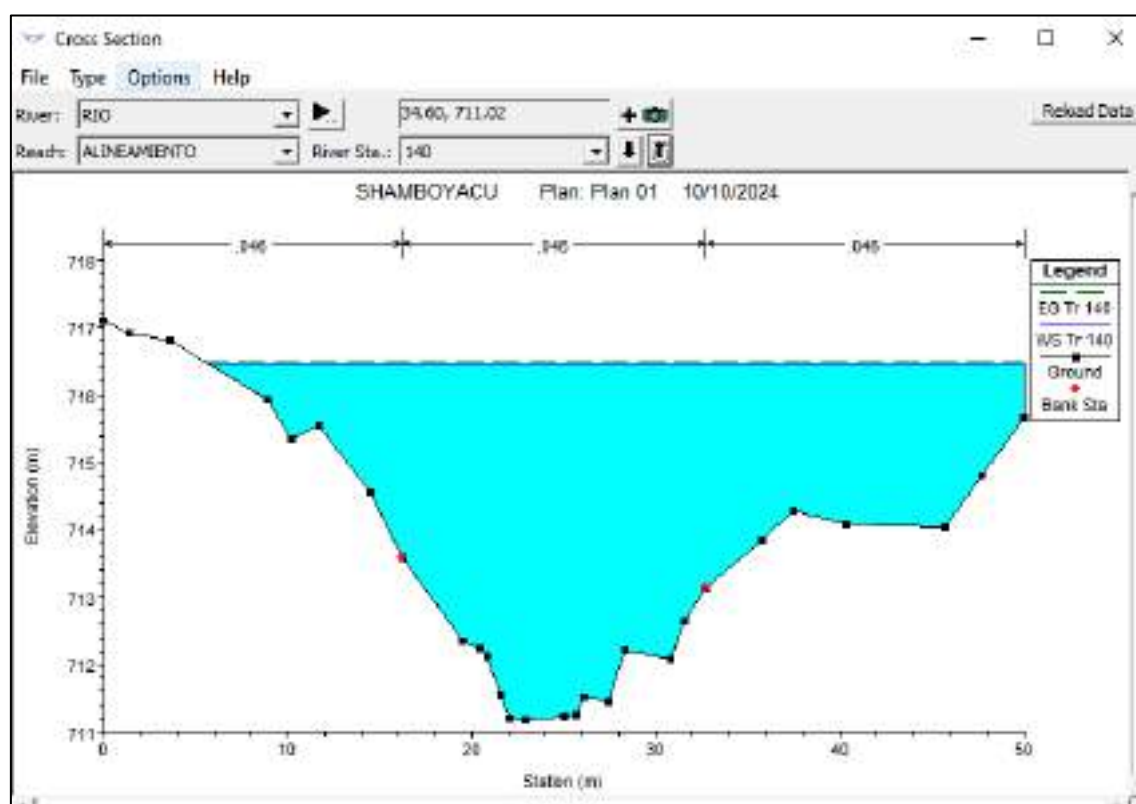 Cross Section
File Type Options Help
River: RIO 34.60, 711.02 Reload Data
Reach: ALINEAMIENTO River Sta.: 140
SHAMBOYACU Plan: Plan 01 10/10/2024
.046 .046 .046
Legend
EG Tr 140
WS Tr 140
Ground
Bank Sta
718
717
716
715
714
713
712
711
Elevation (m)
0 10 20 30 40 50
Station (m)